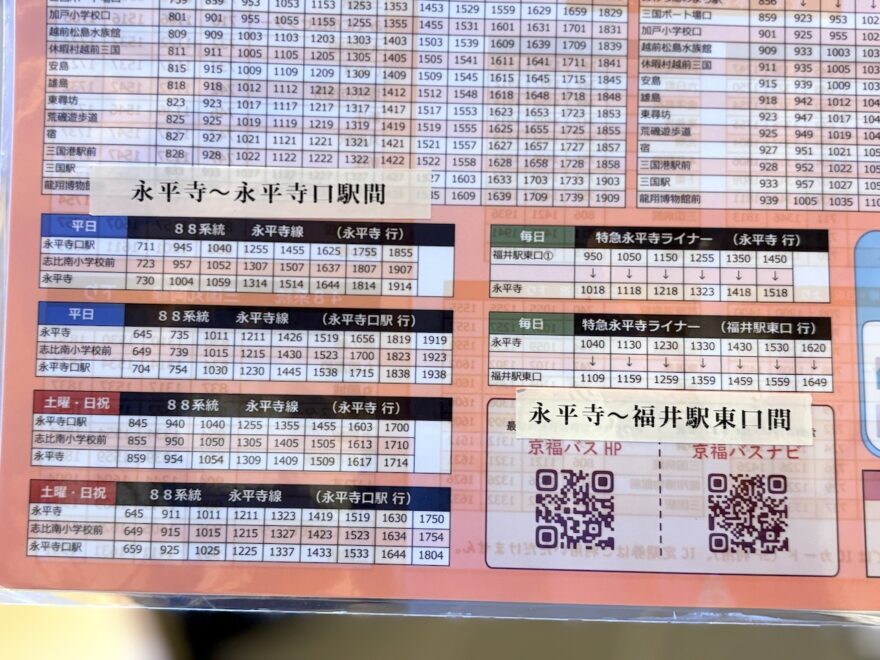 加戸小学校口 801 901 955 1055 1155 1255 1355 1453 1529 1559 1629 1659 1829
越前松島水族館 809 909 1003 1103 1203 1303 1403
休暇村越前三国 811 911 1005 1105 1205 1305 1405 1505 1541 1611 1641 1711 1841
安島 815 915 1009 1109 1209 1309 1409 1509 1545 1615 1645 1715 1845
雄島 818 918 1012 1112 1212 1312 1412 1512 1548 1618 1648 1718 1848
東尋坊 823 923 1017 1117 1217 1317 1417 1517 1553 1623 1653 1723 1853
荒磯遊歩道 825 925 1019 1119 1219 1319 1419 1519 1555 1625 1655 1725 1855
宿 827 927 1021 1121 1221 1321 1421 1521 1557 1627 1657 1727 1857
三国港駅前 828 928 1022 1122 1222 1322 1422 1522 1558 1628 1658 1728 1858
三国駅 1603 1633 1703 1733 1903
龍翔博物館 1609 1639 1709 1739 1909
三国ボート場口 859 923 953
加戸小学校口 901 925 955
越前松島水族館 909 933 1003
休暇村越前三国 911 935 1005
安島 915 939 1009
雄島 918 942 1012
東尋坊 923 947 1017
荒磯遊歩道 925 949 1019
宿 927 951 1021
三国港駅前 928 952 1022
三国駅 933 957 1027
龍翔博物館前 939 1005 1035
永平寺～永平寺口駅間
平日 88系統 永平寺線 （永平寺 行）
永平寺口駅 711 945 1040 1255 1455 1625 1755 1855
志比南小学校前 723 957 1052 1307 1507 1637 1807 1907
永平寺 730 1004 1059 1314 1514 1644 1814 1914
平日 88系統 永平寺線 （永平寺口駅 行）
永平寺 645 735 1011 1211 1426 1519 1656 1819 1919
志比南小学校前 649 739 1015 1215 1430 1523 1700 1823 1923
永平寺口駅 704 754 1030 1230 1445 1538 1715 1838 1938
土曜・日祝 88系統 永平寺線 （永平寺 行）
永平寺口駅 845 940 1040 1255 1355 1455 1603 1700
志比南小学校前 855 950 1050 1305 1405 1505 1613 1710
永平寺 859 954 1054 1309 1409 1509 1617 1714
土曜・日祝 88系統 永平寺線 （永平寺口駅 行）
永平寺 645 911 1011 1211 1323 1419 1519 1630 1750
志比南小学校前 649 915 1015 1215 1327 1423 1523 1634 1754
永平寺口駅 659 925 1025 1225 1337 1433 1533 1644 1804
毎日 特急永平寺ライナー （永平寺 行）
福井駅東口① 950 1050 1150 1255 1350 1450
↓ ↓ ↓ ↓ ↓ ↓
永平寺 1018 1118 1218 1323 1418 1518
毎日 特急永平寺ライナー （福井駅東口 行）
永平寺 1040 1130 1230 1330 1430 1530 1620
↓ ↓ ↓ ↓ ↓ ↓ ↓
福井駅東口 1109 1159 1259 1359 1459 1559 1649
永平寺～福井駅東口間
京福バスHP 京福バスナビ